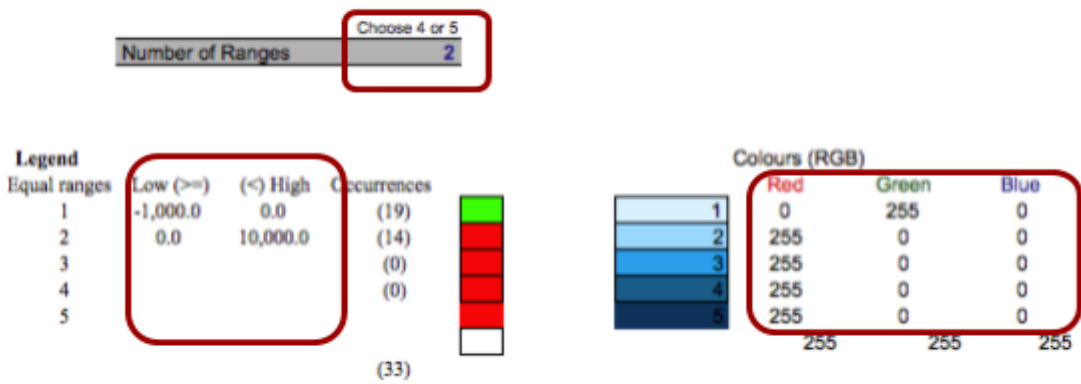 Choose 4 or 5
Number of Ranges 2
Legend
Colours (RGB)
Equal ranges Low (>=) (<) High Occurrences Red Green Blue
1 -1,000.0 0.0 (19) 1 0 255 0
2 0.0 10,000.0 (14) 2 255 0 0
3 (0) 3 255 0 0
4 (0) 4 255 0 0
5 5 255 0 0
255 255 255
(33)